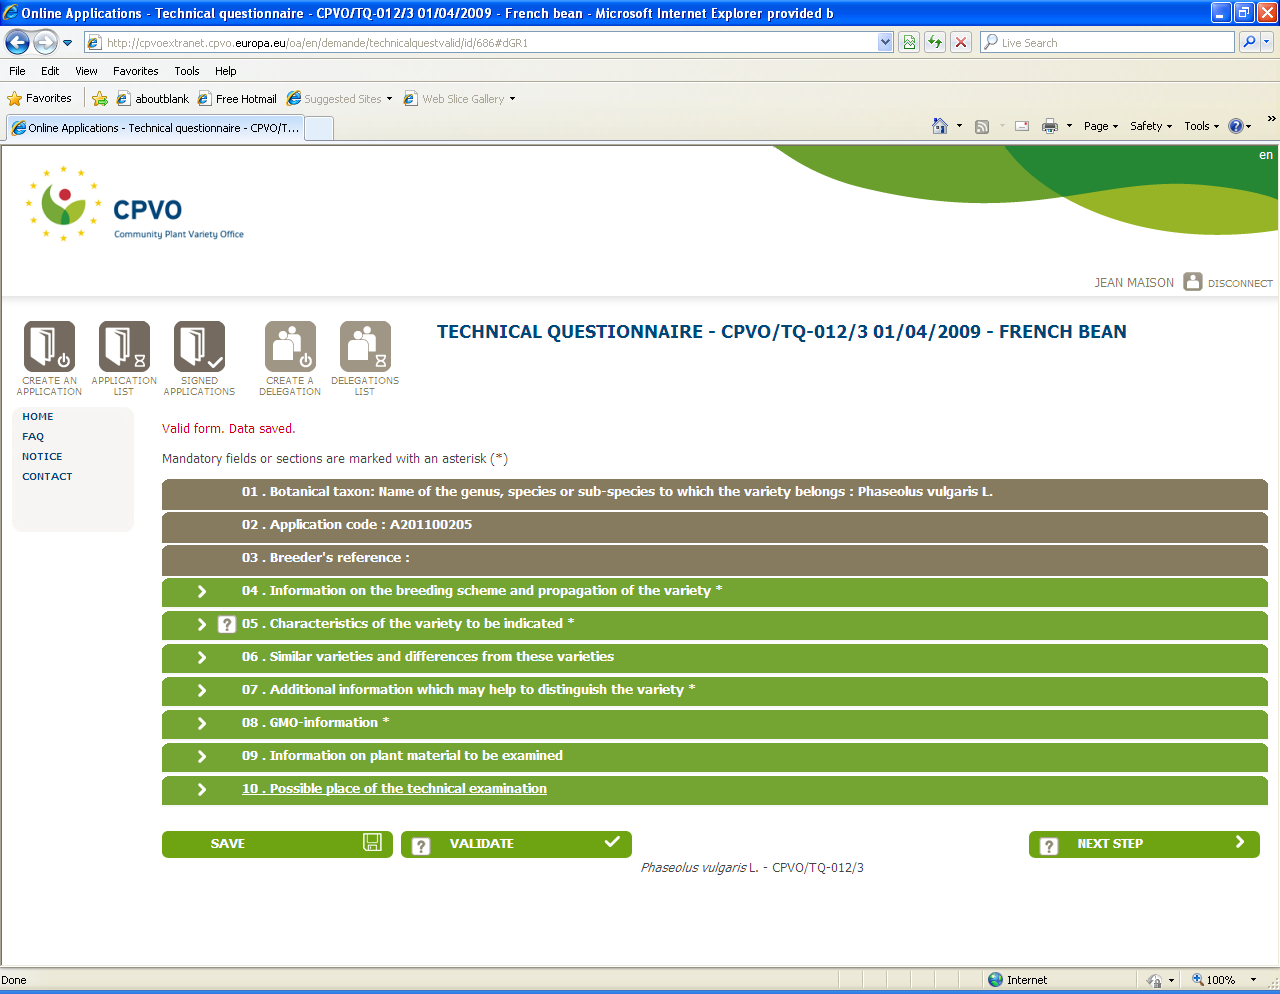 Online Applications - Technical questionnaire - CPVO/TQ-012/3 01/04/2009 - French bean - Microsoft Internet Explorer provided b
http://cpvoextranet.cpvo.europa.eu/oa/en/demande/technicalquestvalid/id/686#dGR1
Live Search
File Edit View Favorites Tools Help
Favorites aboutblank Free Hotmail Suggested Sites Web Slice Gallery
Online Applications - Technical questionnaire - CPVO/T...
Page Safety Tools
en
CPVO
Community Plant Variety Office
JEAN MAISON DISCONNECT
TECHNICAL QUESTIONNAIRE - CPVO/TQ-012/3 01/04/2009 - FRENCH BEAN
CREATE AN APPLICATION
APPLICATION LIST
SIGNED APPLICATIONS
CREATE A DELEGATION
DELEGATIONS LIST
HOME
FAQ
NOTICE
CONTACT
Valid form. Data saved.
Mandatory fields or sections are marked with an asterisk (*)
01 . Botanical taxon: Name of the genus, species or sub-species to which the variety belongs : Phaseolus vulgaris L.
02 . Application code : A201100205
03 . Breeder's reference :
04 . Information on the breeding scheme and propagation of the variety *
? 05 . Characteristics of the variety to be indicated *
06 . Similar varieties and differences from these varieties
07 . Additional information which may help to distinguish the variety *
08 . GMO-information *
09 . Information on plant material to be examined
10 . Possible place of the technical examination
SAVE ? VALIDATE ? NEXT STEP
Phaseolus vulgaris L. - CPVO/TQ-012/3
Done Internet 100%